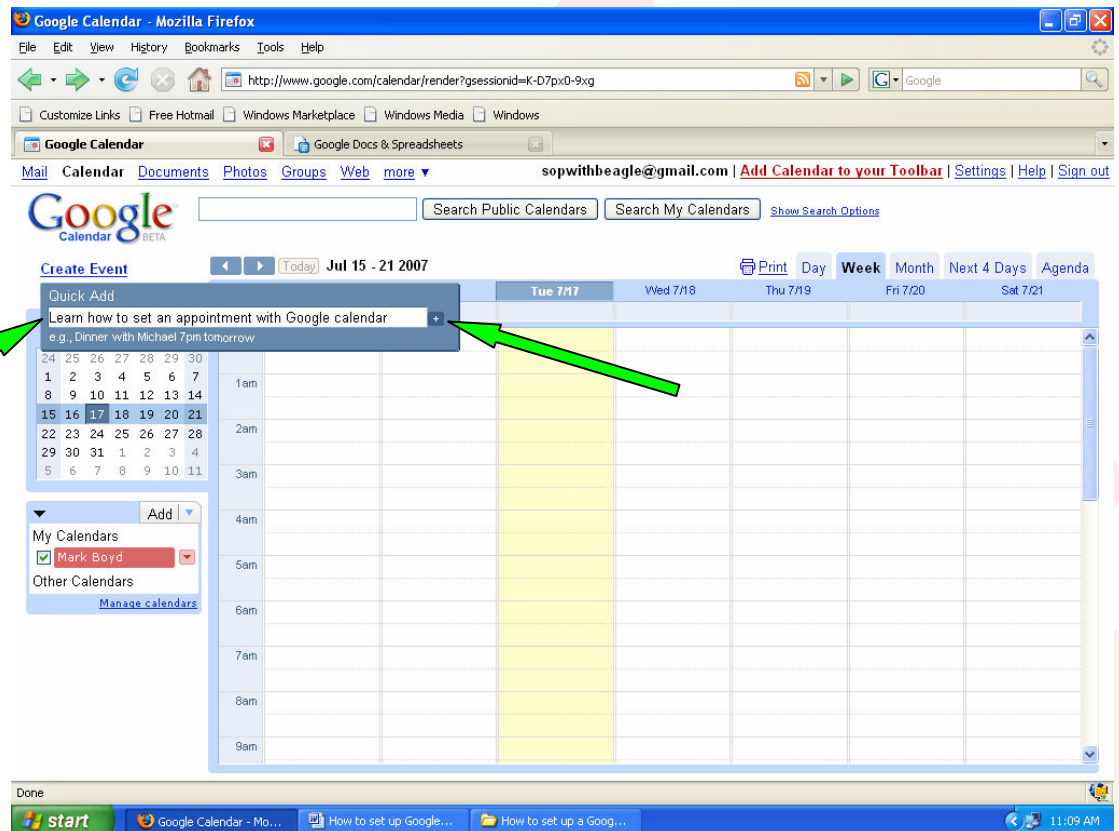 Google Calendar - Mozilla Firefox
File Edit View History Bookmarks Tools Help
http://www.google.com/calendar/render?gsessionid=K-D7px0-9xg
G Google
Customize Links Free Hotmail Windows Marketplace Windows Media Windows
Google Calendar Google Docs & Spreadsheets
Mail Calendar Documents Photos Groups Web more ▼ sopwithbeagle@gmail.com | Add Calendar to your Toolbar | Settings | Help | Sign out
Google Calendar BETA
Search Public Calendars Search My Calendars Show Search Options
Create Event Today Jul 15 - 21 2007 Print Day Week Month Next 4 Days Agenda
Quick Add
Learn how to set an appointment with Google calendar +
e.g., Dinner with Michael 7pm tomorrow
Tue 7/17 Wed 7/18 Thu 7/19 Fri 7/20 Sat 7/21
24 25 26 27 28 29 30
1 2 3 4 5 6 7
8 9 10 11 12 13 14
15 16 17 18 19 20 21
22 23 24 25 26 27 28
29 30 31 1 2 3 4
5 6 7 8 9 10 11
Add
My Calendars
Mark Boyd
Other Calendars
Manage calendars
1am
2am
3am
4am
5am
6am
7am
8am
9am
Done
start Google Calendar - Mo... How to set up Google... How to set up a Goog... 11:09 AM